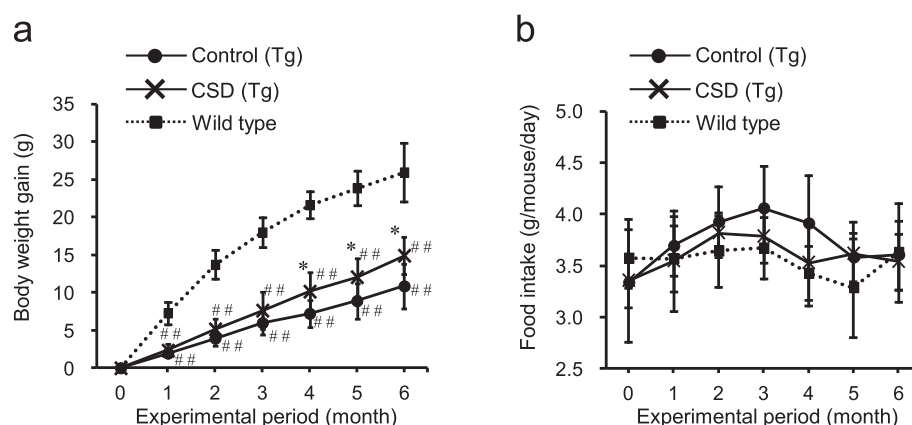 a
Control (Tg)
CSD (Tg)
Wild type
Body weight gain (g)
35
30
25
20
15
10
5
0
* * *
## ## ## ## ## ##
## ## ## ## ## ##
0 1 2 3 4 5 6
Experimental period (month)
b
Control (Tg)
CSD (Tg)
Wild type
Food intake (g/mouse/day)
5.0
4.5
4.0
3.5
3.0
2.5
0 1 2 3 4 5 6
Experimental period (month)